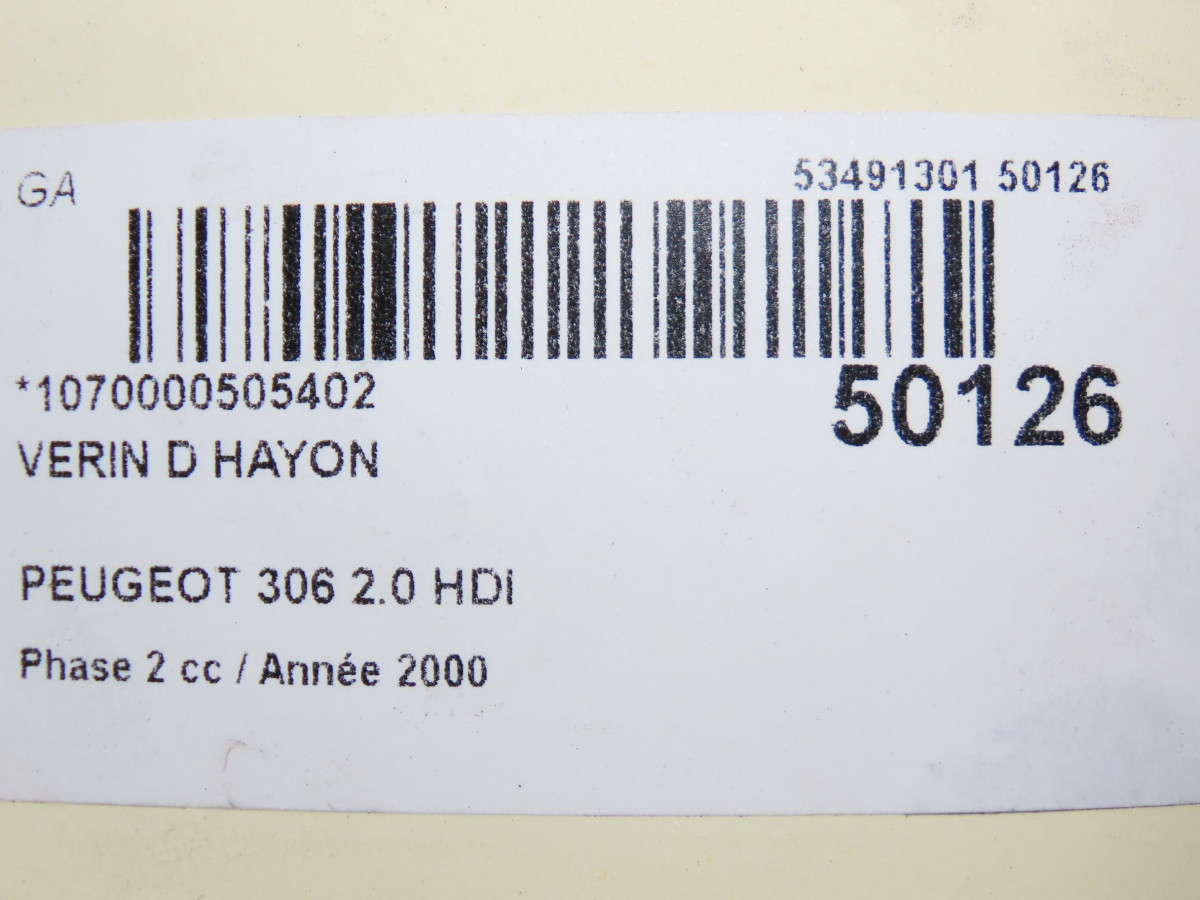 GA
53491301 50126
*1070000505402
50126
VERIN D HAYON
PEUGEOT 306 2.0 HDI
Phase 2 cc / Année 2000